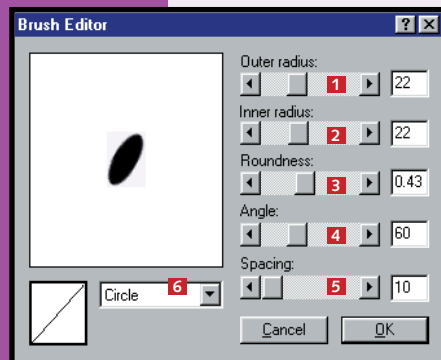 Brush Editor
Outer radius:
1
22
Inner radius:
2
22
Roundness:
3
0.43
Angle:
4
60
Spacing:
5
10
6
Circle
Cancel
OK